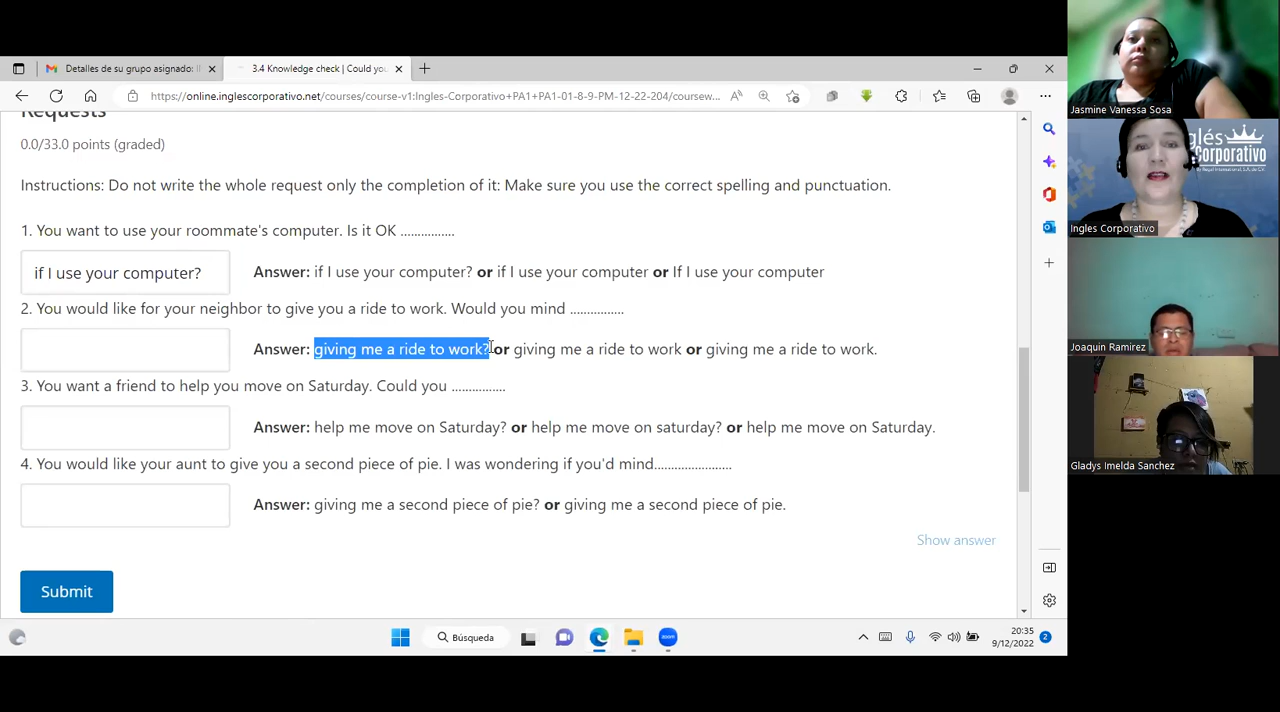 Detalles de su grupo asignado: II
3.4 Knowledge check | Could you
https://online.inglescorporativo.net/courses/course-v1:Ingles-Corporativo+PA1+PA1-01-8-9-PM-12-22-204/coursew...
Requests
0.0/33.0 points (graded)
Instructions: Do not write the whole request only the completion of it: Make sure you use the correct spelling and punctuation.
1. You want to use your roommate's computer. Is it OK ...............
if I use your computer?
Answer: if I use your computer? or if I use your computer or If I use your computer
2. You would like for your neighbor to give you a ride to work. Would you mind ...............
Answer: giving me a ride to work? or giving me a ride to work or giving me a ride to work.
3. You want a friend to help you move on Saturday. Could you ...............
Answer: help me move on Saturday? or help me move on saturday? or help me move on Saturday.
4. You would like your aunt to give you a second piece of pie. I was wondering if you'd mind......................
Answer: giving me a second piece of pie? or giving me a second piece of pie.
Show answer
Submit
Búsqueda
zoom
20:35
9/12/2022
2
Jasmine Vanessa Sosa
glés
Corporativo
Ingles Corporativo
Joaquin Ramirez
Gladys Imelda Sanchez